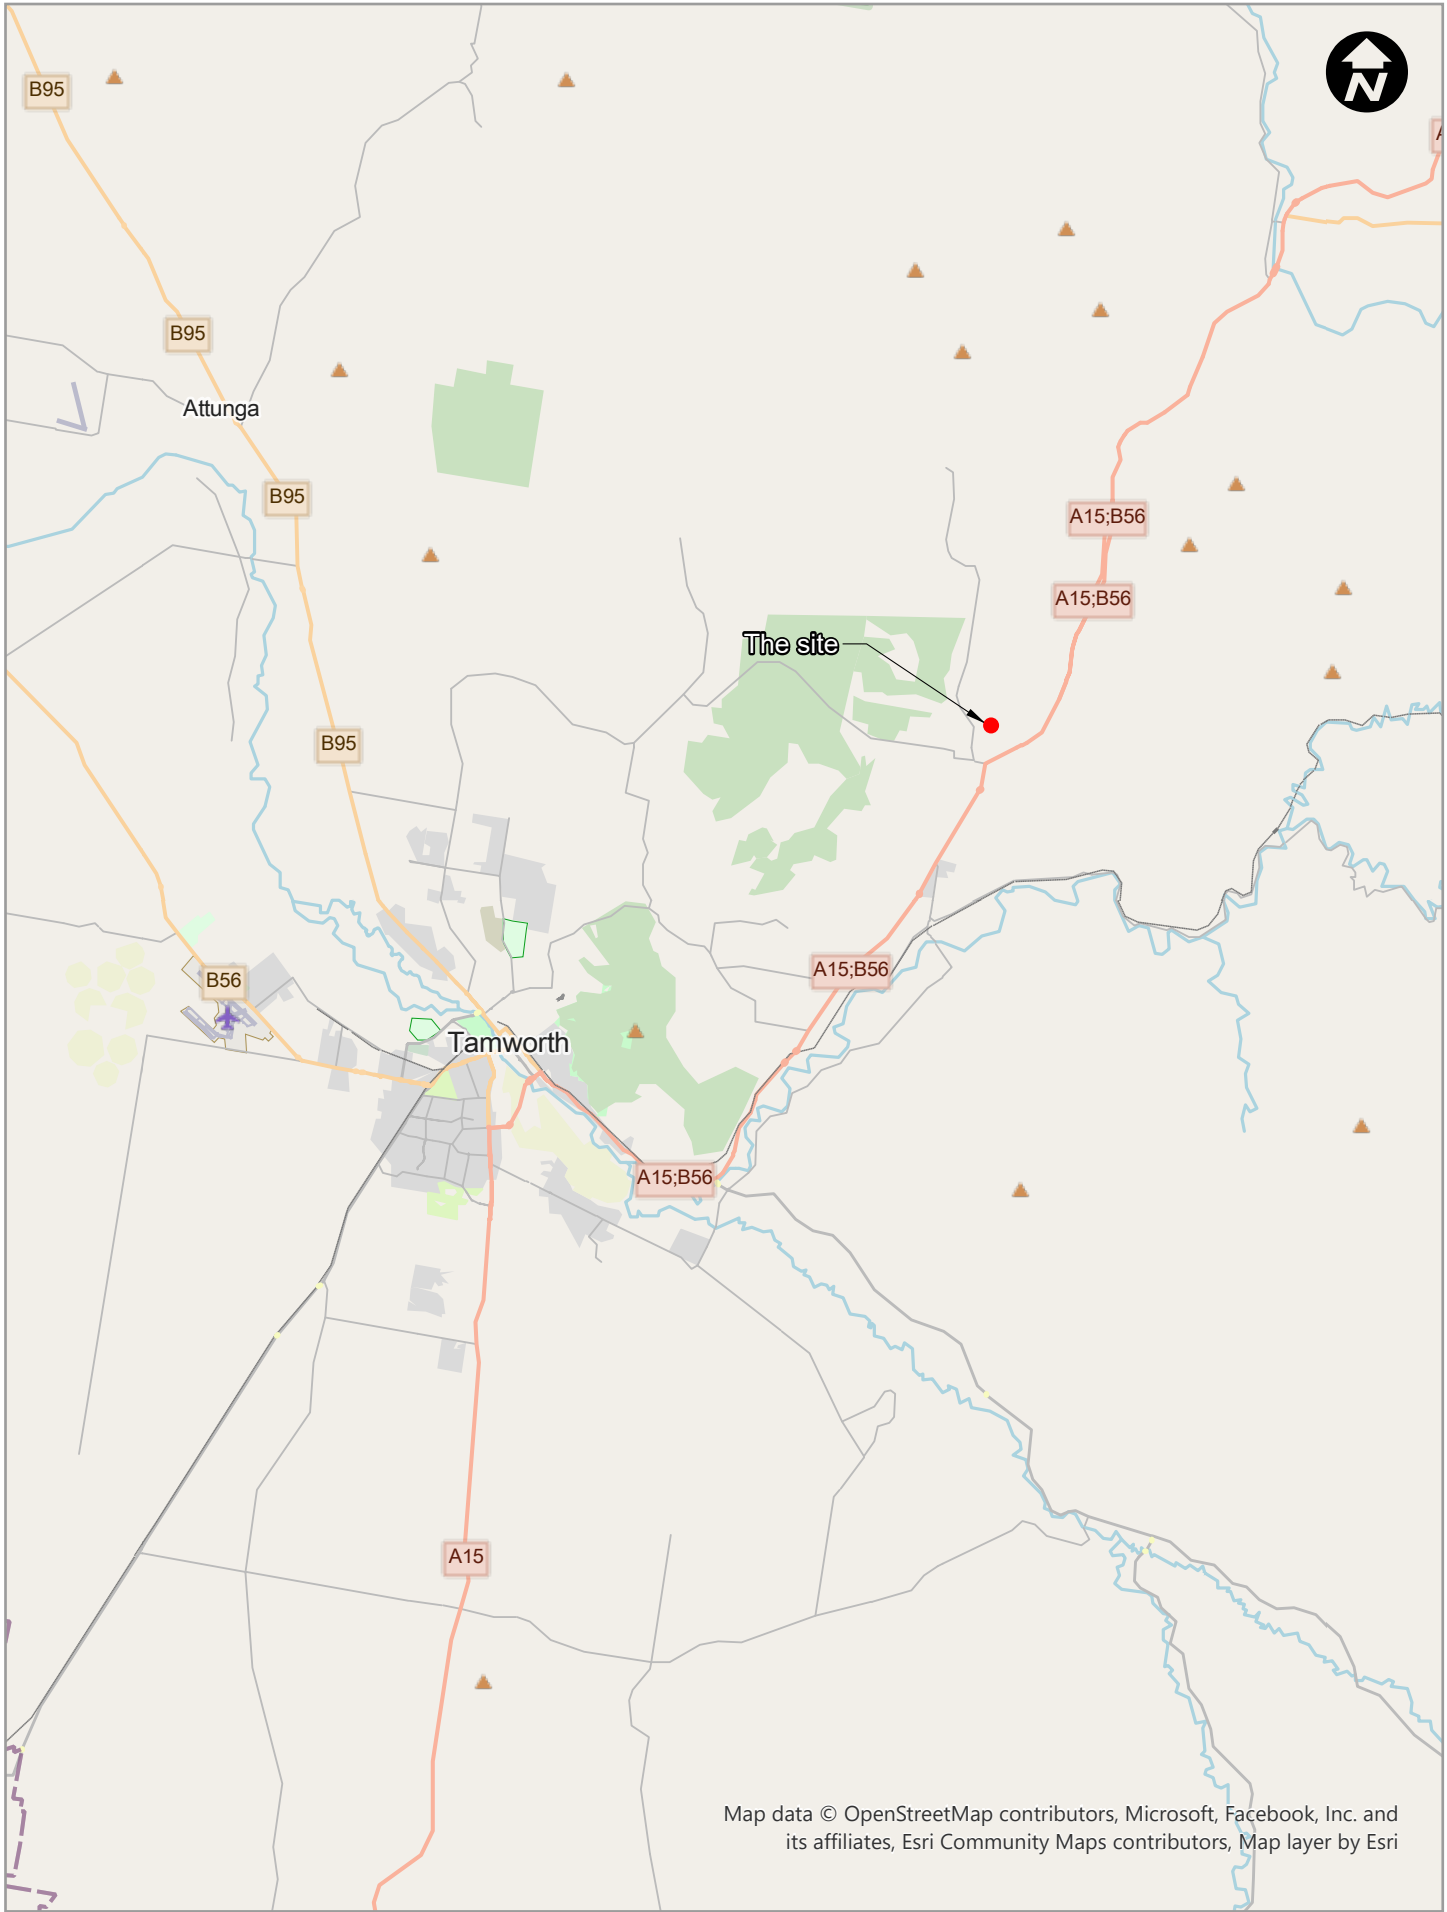 B95
N
A
B95
Attunga
B95
A15;B56
A15;B56
The site
B95
A15;B56
B56
Tamworth
A15;B56
A15
Map data © OpenStreetMap contributors, Microsoft, Facebook, Inc. and
its affiliates, Esri Community Maps contributors, Map layer by Esri